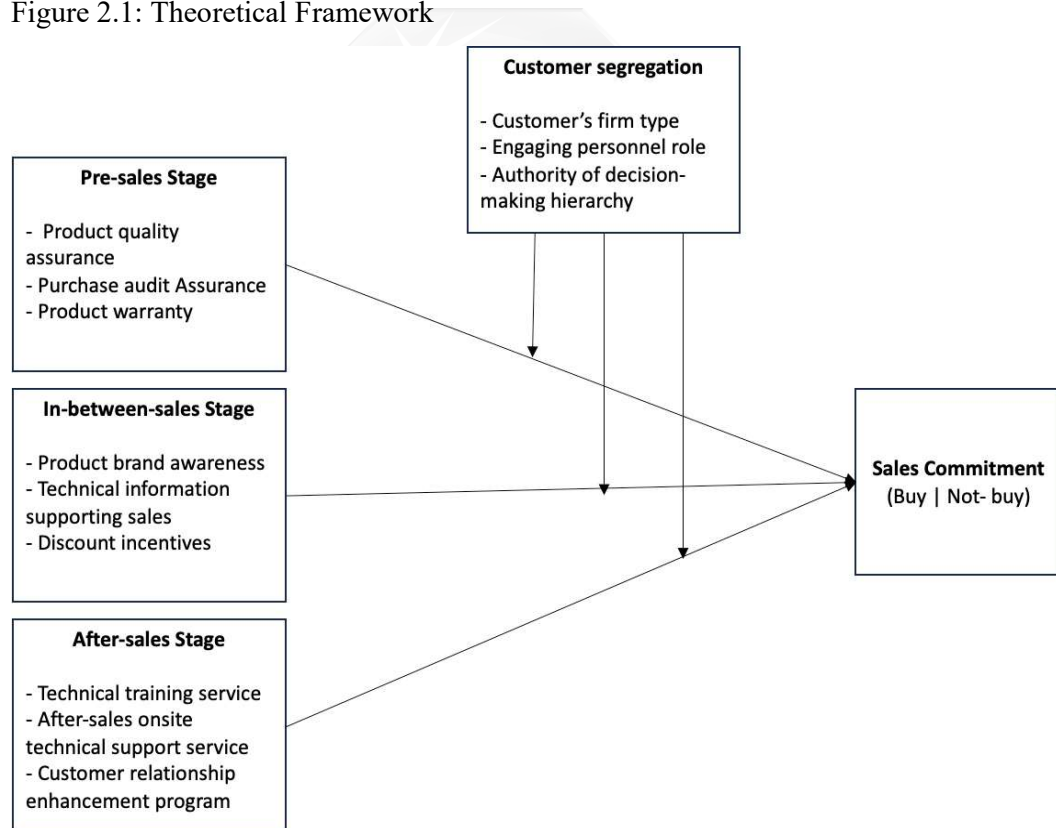 Figure 2.1: Theoretical Framework
Customer segregation
- Customer’s firm type
- Engaging personnel role
- Authority of decision-
making hierarchy
Pre-sales Stage
- Product quality
assurance
- Purchase audit Assurance
- Product warranty
In-between-sales Stage
- Product brand awareness
- Technical information
supporting sales
- Discount incentives
After-sales Stage
- Technical training service
- After-sales onsite
technical support service
- Customer relationship
enhancement program
Sales Commitment
(Buy | Not- buy)